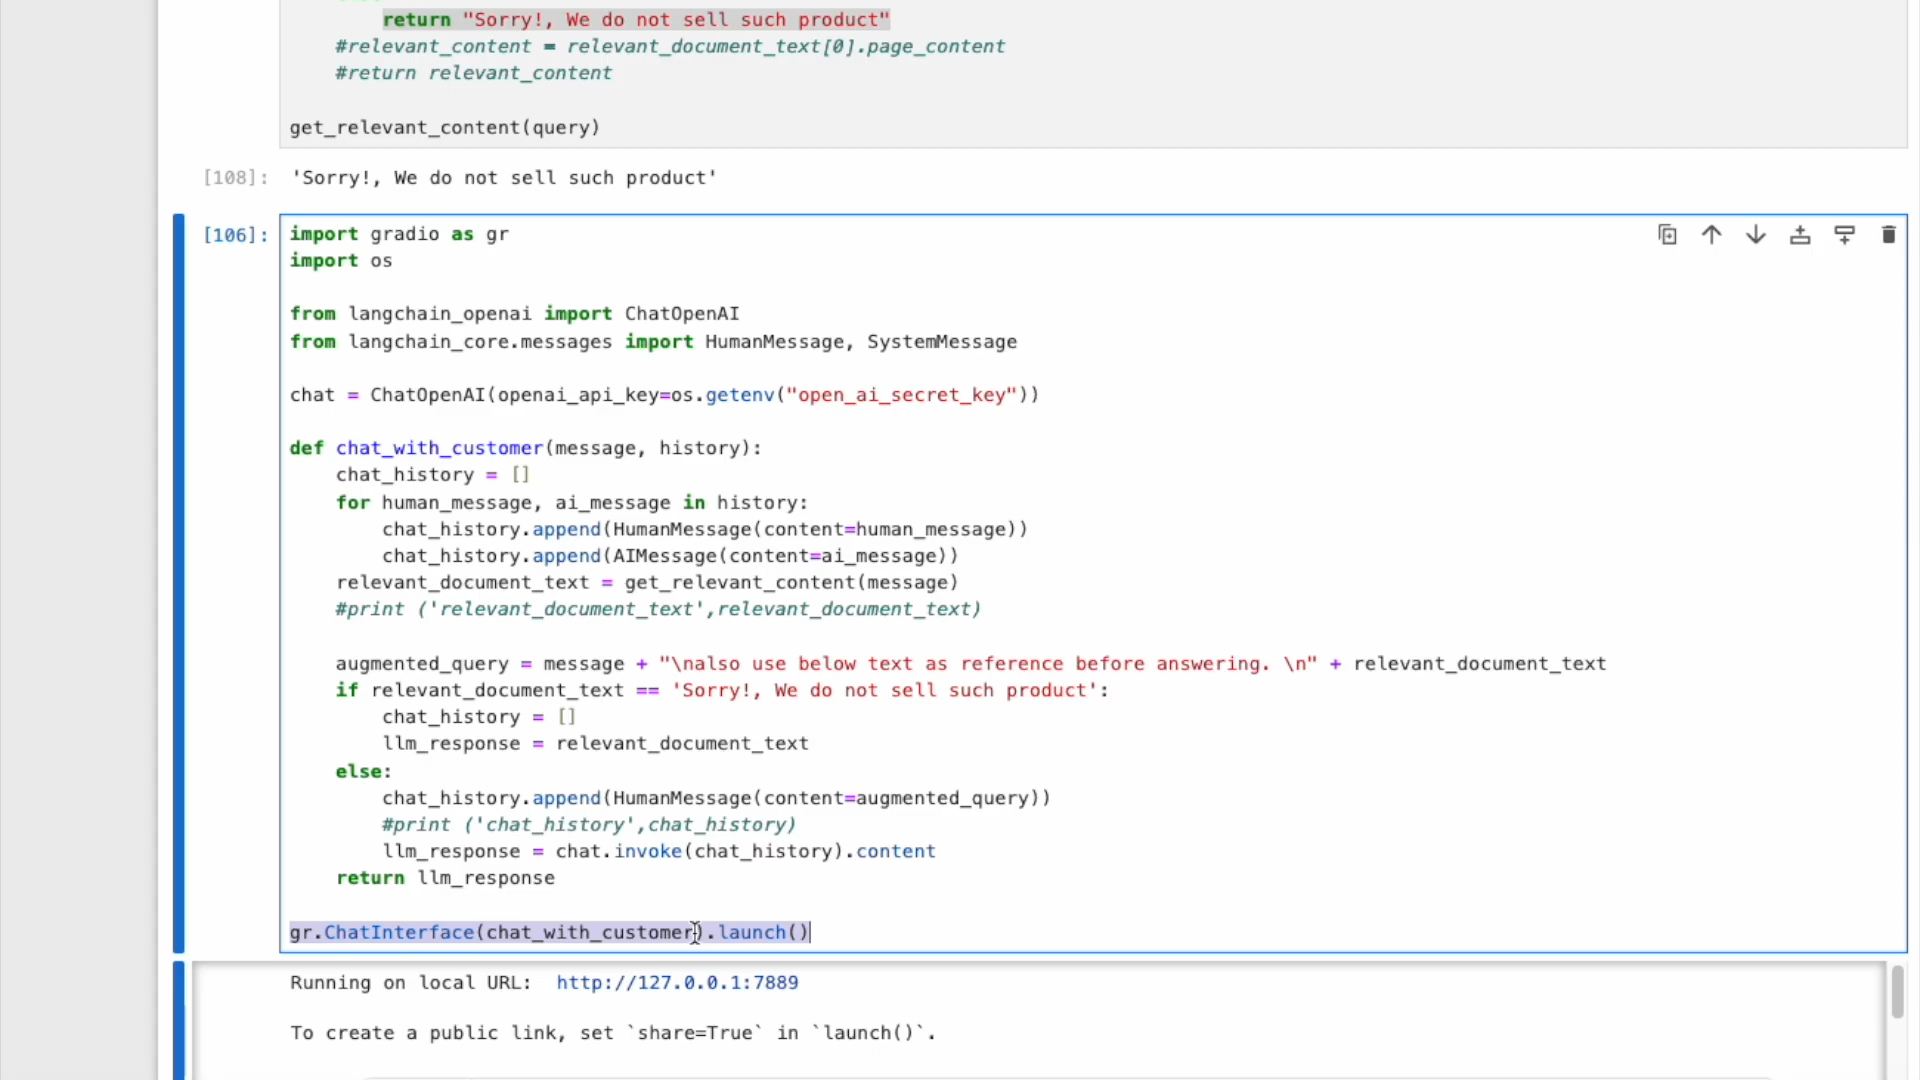 return "Sorry!, We do not sell such product"
#relevant_content = relevant_document_text[0].page_content
#return relevant_content
get_relevant_content(query)
[108]: 'Sorry!, We do not sell such product'
[106]: import gradio as gr
import os
from langchain_openai import ChatOpenAI
from langchain_core.messages import HumanMessage, SystemMessage
chat = ChatOpenAI(openai_api_key=os.getenv("open_ai_secret_key"))
def chat_with_customer(message, history):
    chat_history = []
    for human_message, ai_message in history:
        chat_history.append(HumanMessage(content=human_message))
        chat_history.append(AIMessage(content=ai_message))
    relevant_document_text = get_relevant_content(message)
    #print ('relevant_document_text',relevant_document_text)
    augmented_query = message + "\nalso use below text as reference before answering. \n" + relevant_document_text
    if relevant_document_text == 'Sorry!, We do not sell such product':
        chat_history = []
        llm_response = relevant_document_text
    else:
        chat_history.append(HumanMessage(content=augmented_query))
        #print ('chat_history',chat_history)
        llm_response = chat.invoke(chat_history).content
    return llm_response
gr.ChatInterface(chat_with_customer).launch()
Running on local URL:  http://127.0.0.1:7889
To create a public link, set `share=True` in `launch()`.